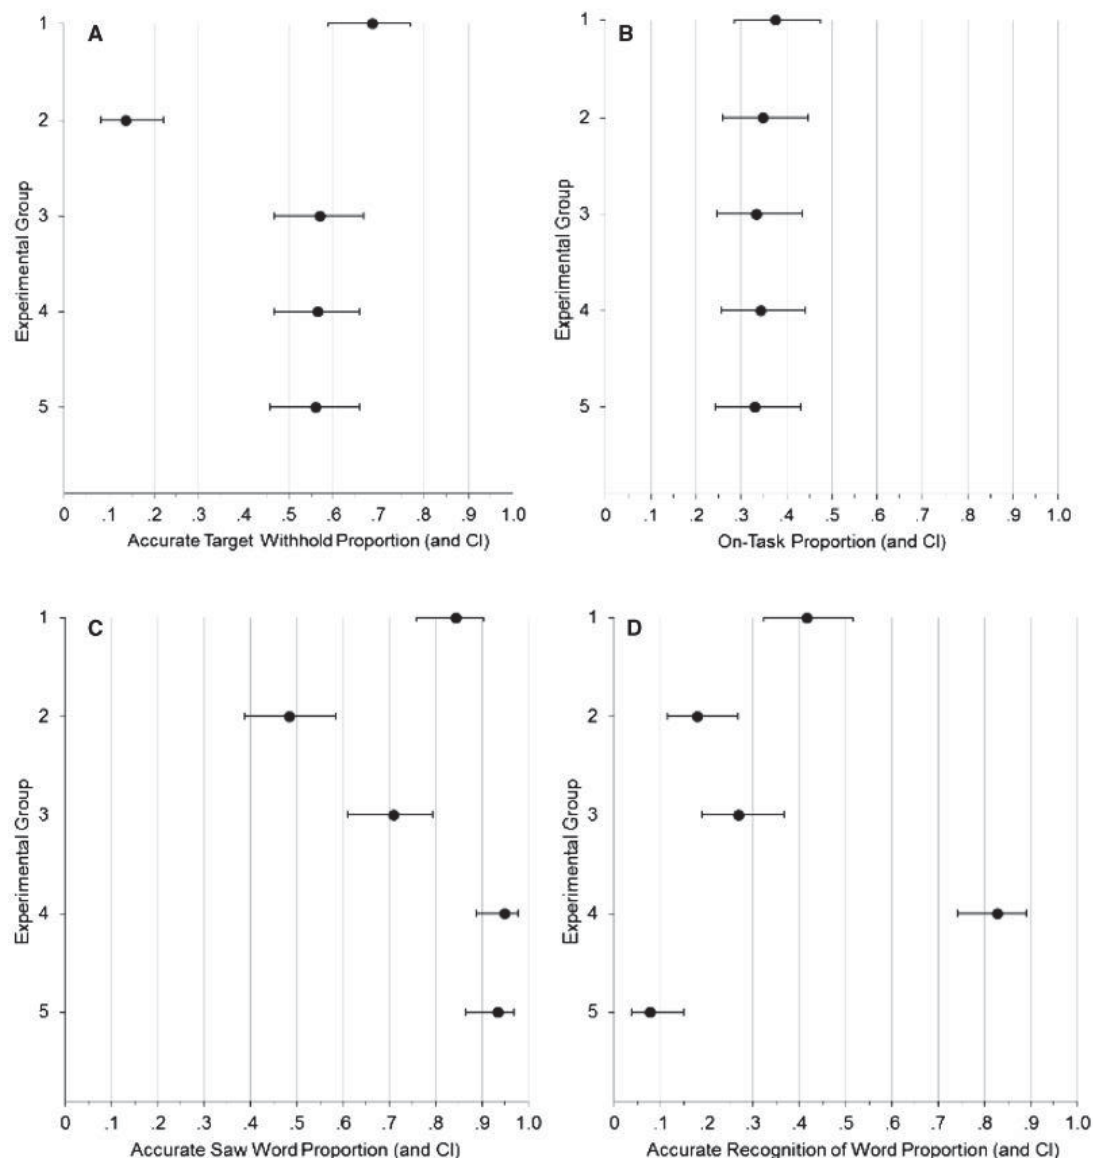 A
1
2
3
4
5
Experimental Group
0 .1 .2 .3 .4 .5 .6 .7 .8 .9 1.0
Accurate Target Withhold Proportion (and CI)
B
1
2
3
4
5
Experimental Group
0 .1 .2 .3 .4 .5 .6 .7 .8 .9 1.0
On-Task Proportion (and CI)
C
1
2
3
4
5
Experimental Group
0 .1 .2 .3 .4 .5 .6 .7 .8 .9 1.0
Accurate Saw Word Proportion (and CI)
D
1
2
3
4
5
Experimental Group
0 .1 .2 .3 .4 .5 .6 .7 .8 .9 1.0
Accurate Recognition of Word Proportion (and CI)